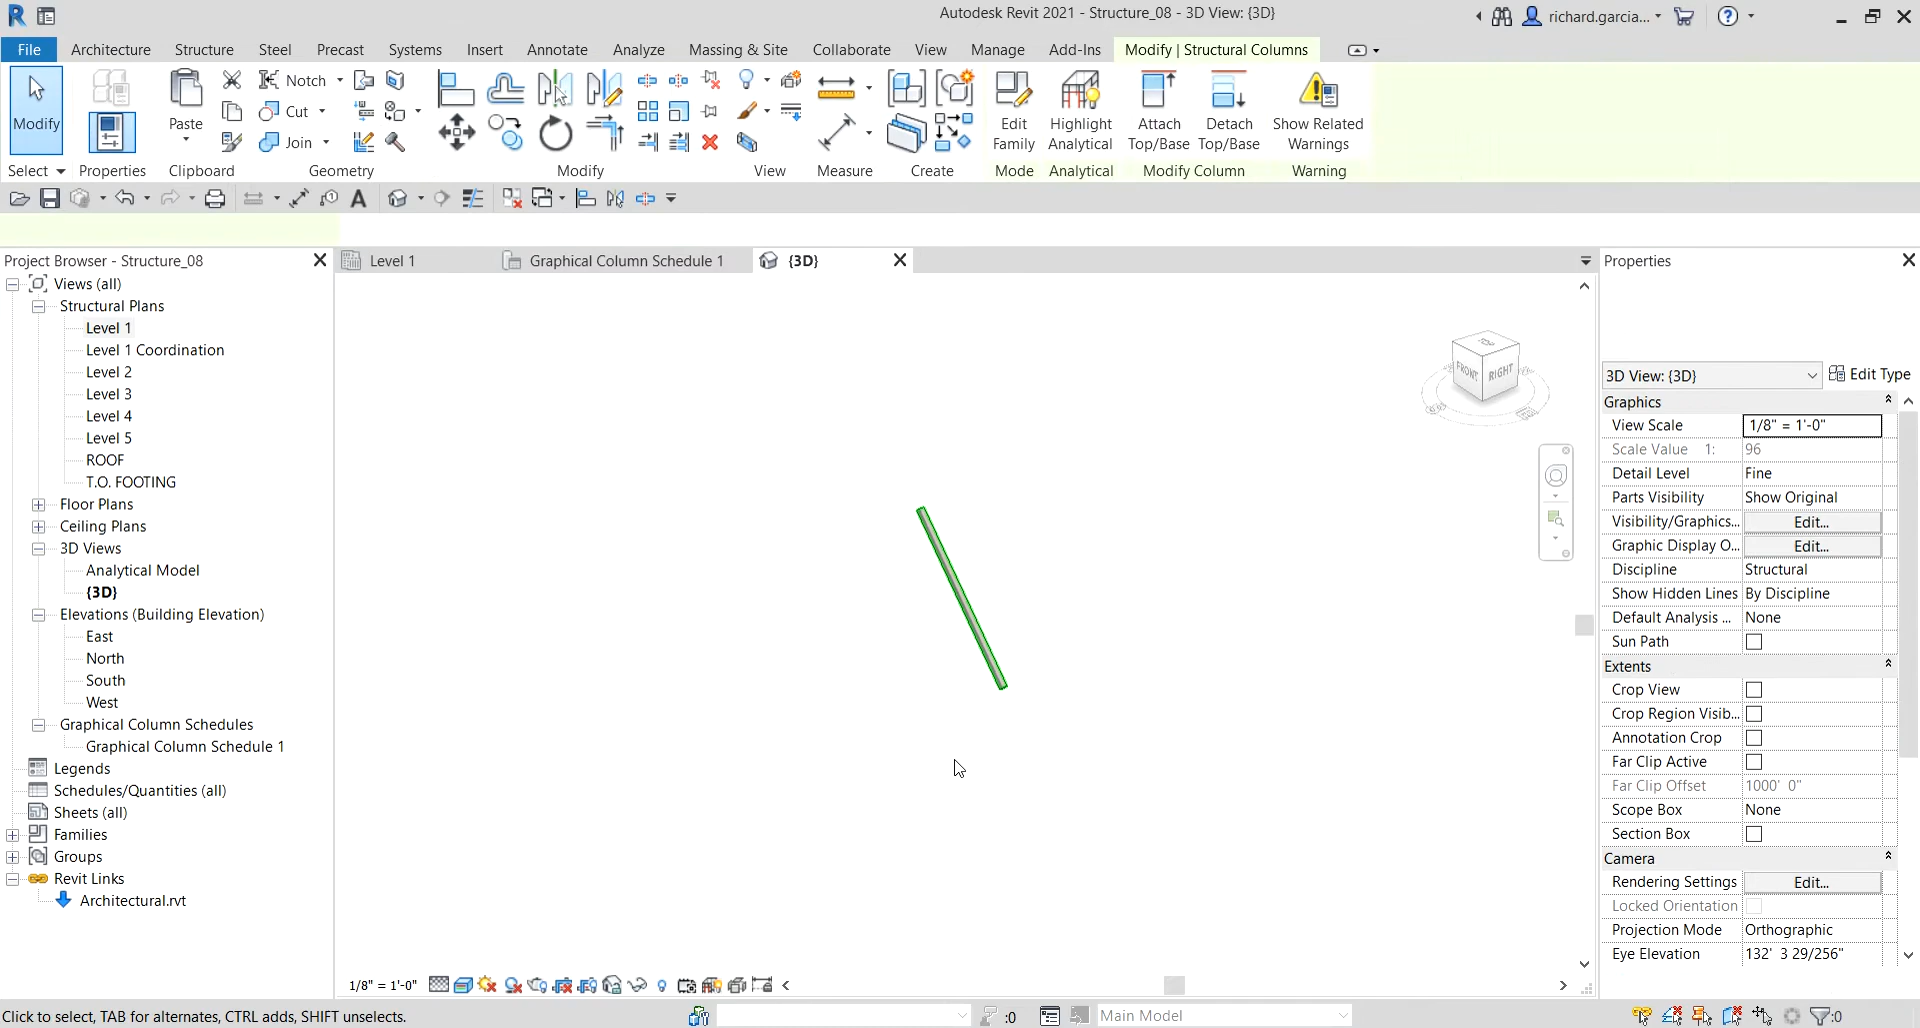 Autodesk Revit 2021 - Structure_08 - 3D View: {3D}
richard.garcia...
File Architecture Structure Steel Precast Systems Insert Annotate Analyze Massing & Site Collaborate View Manage Add-Ins Modify | Structural Columns
Modify
Paste
Notch
Cut
Join
Edit Family
Highlight Analytical
Attach Top/Base
Detach Top/Base
Show Related Warnings
Select Properties Clipboard Geometry Modify View Measure Create Mode Analytical Modify Column Warning
Project Browser - Structure_08
Level 1 Graphical Column Schedule 1 {3D}
Properties
Views (all)
Structural Plans
Level 1
Level 1 Coordination
Level 2
Level 3
Level 4
Level 5
ROOF
T.O. FOOTING
Floor Plans
Ceiling Plans
3D Views
Analytical Model
{3D}
Elevations (Building Elevation)
East
North
South
West
Graphical Column Schedules
Graphical Column Schedule 1
Legends
Schedules/Quantities (all)
Sheets (all)
Families
Groups
Revit Links
Architectural.rvt
TOP
FRONT
RIGHT
3D View: {3D} Edit Type
Graphics
View Scale 1/8" = 1'-0"
Scale Value 1: 96
Detail Level Fine
Parts Visibility Show Original
Visibility/Graphics... Edit...
Graphic Display O... Edit...
Discipline Structural
Show Hidden Lines By Discipline
Default Analysis ... None
Sun Path
Extents
Crop View
Crop Region Visib...
Annotation Crop
Far Clip Active
Far Clip Offset 1000' 0"
Scope Box None
Section Box
Camera
Rendering Settings Edit...
Locked Orientation
Projection Mode Orthographic
Eye Elevation 132' 3 29/256"
1/8" = 1'-0"
Click to select, TAB for alternates, CTRL adds, SHIFT unselects.
:0
Main Model
:0